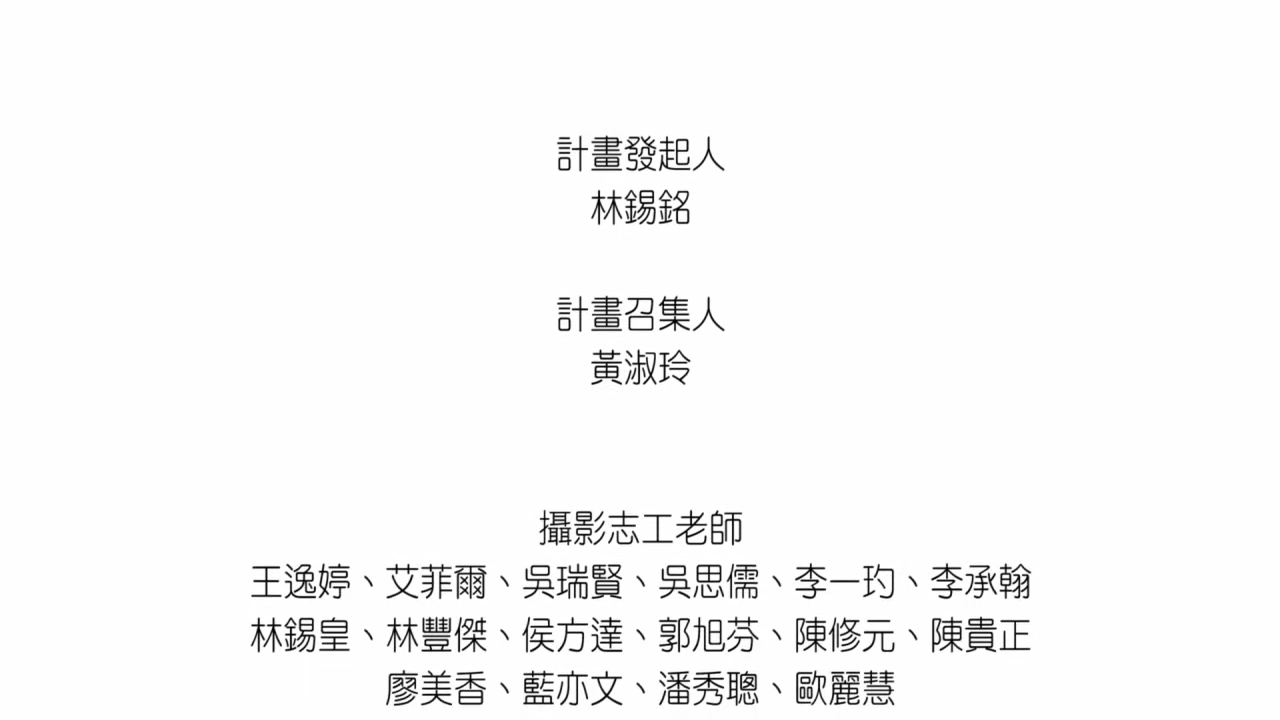 計畫發起人
林錫銘
計畫召集人
黃淑玲
攝影志工老師
王逸婷、艾菲爾、吳瑞賢、吳思儒、李一玓、李承翰
林錫皇、林豐傑、侯方達、郭旭芬、陳修元、陳貴正
廖美香、藍亦文、潘秀聰、歐麗慧